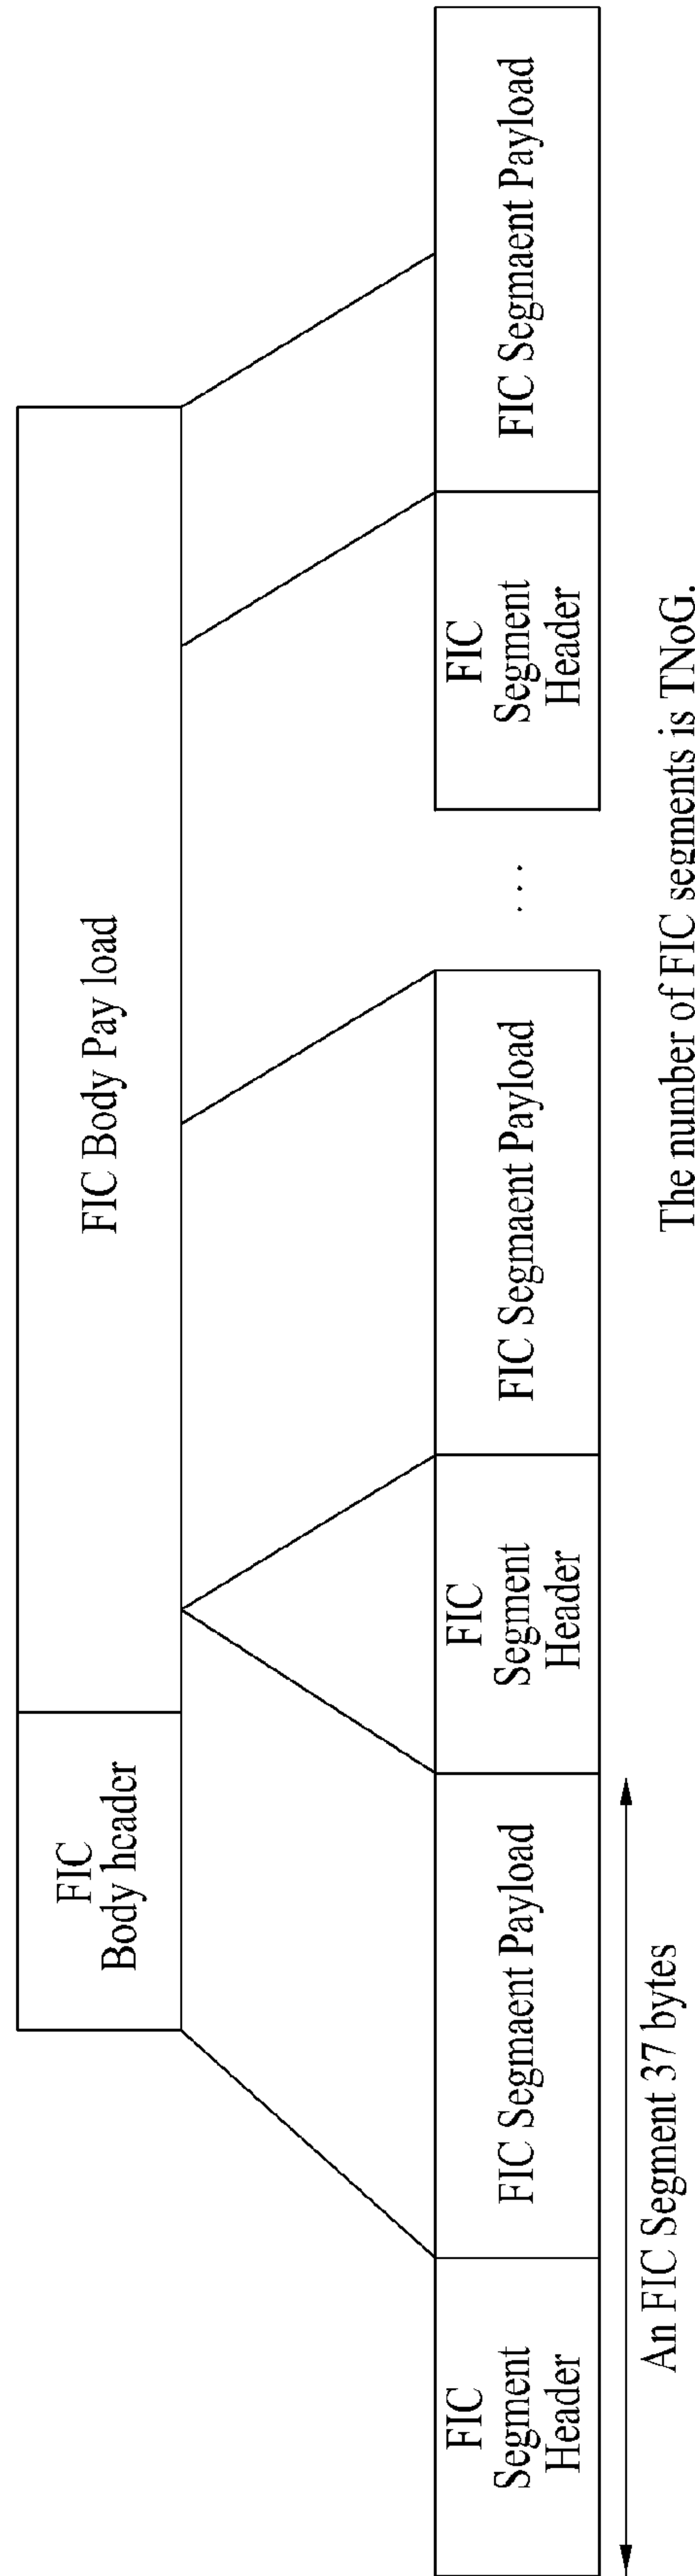 FIC
Body header
FIC Body Pay load
FIC
Segment
Header
FIC Segmaent Payload
FIC
Segment
Header
FIC Segmaent Payload
...
FIC
Segment
Header
FIC Segmaent Payload
An FIC Segment 37 bytes
The number of FIC segments is TNoG.